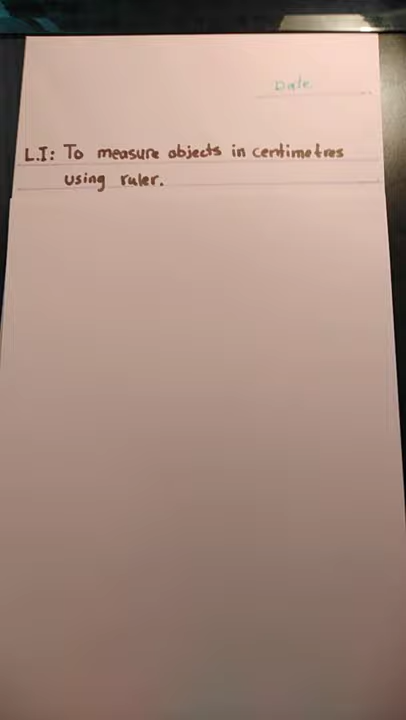 Date
L.I: To measure objects in centimetres
using ruler.